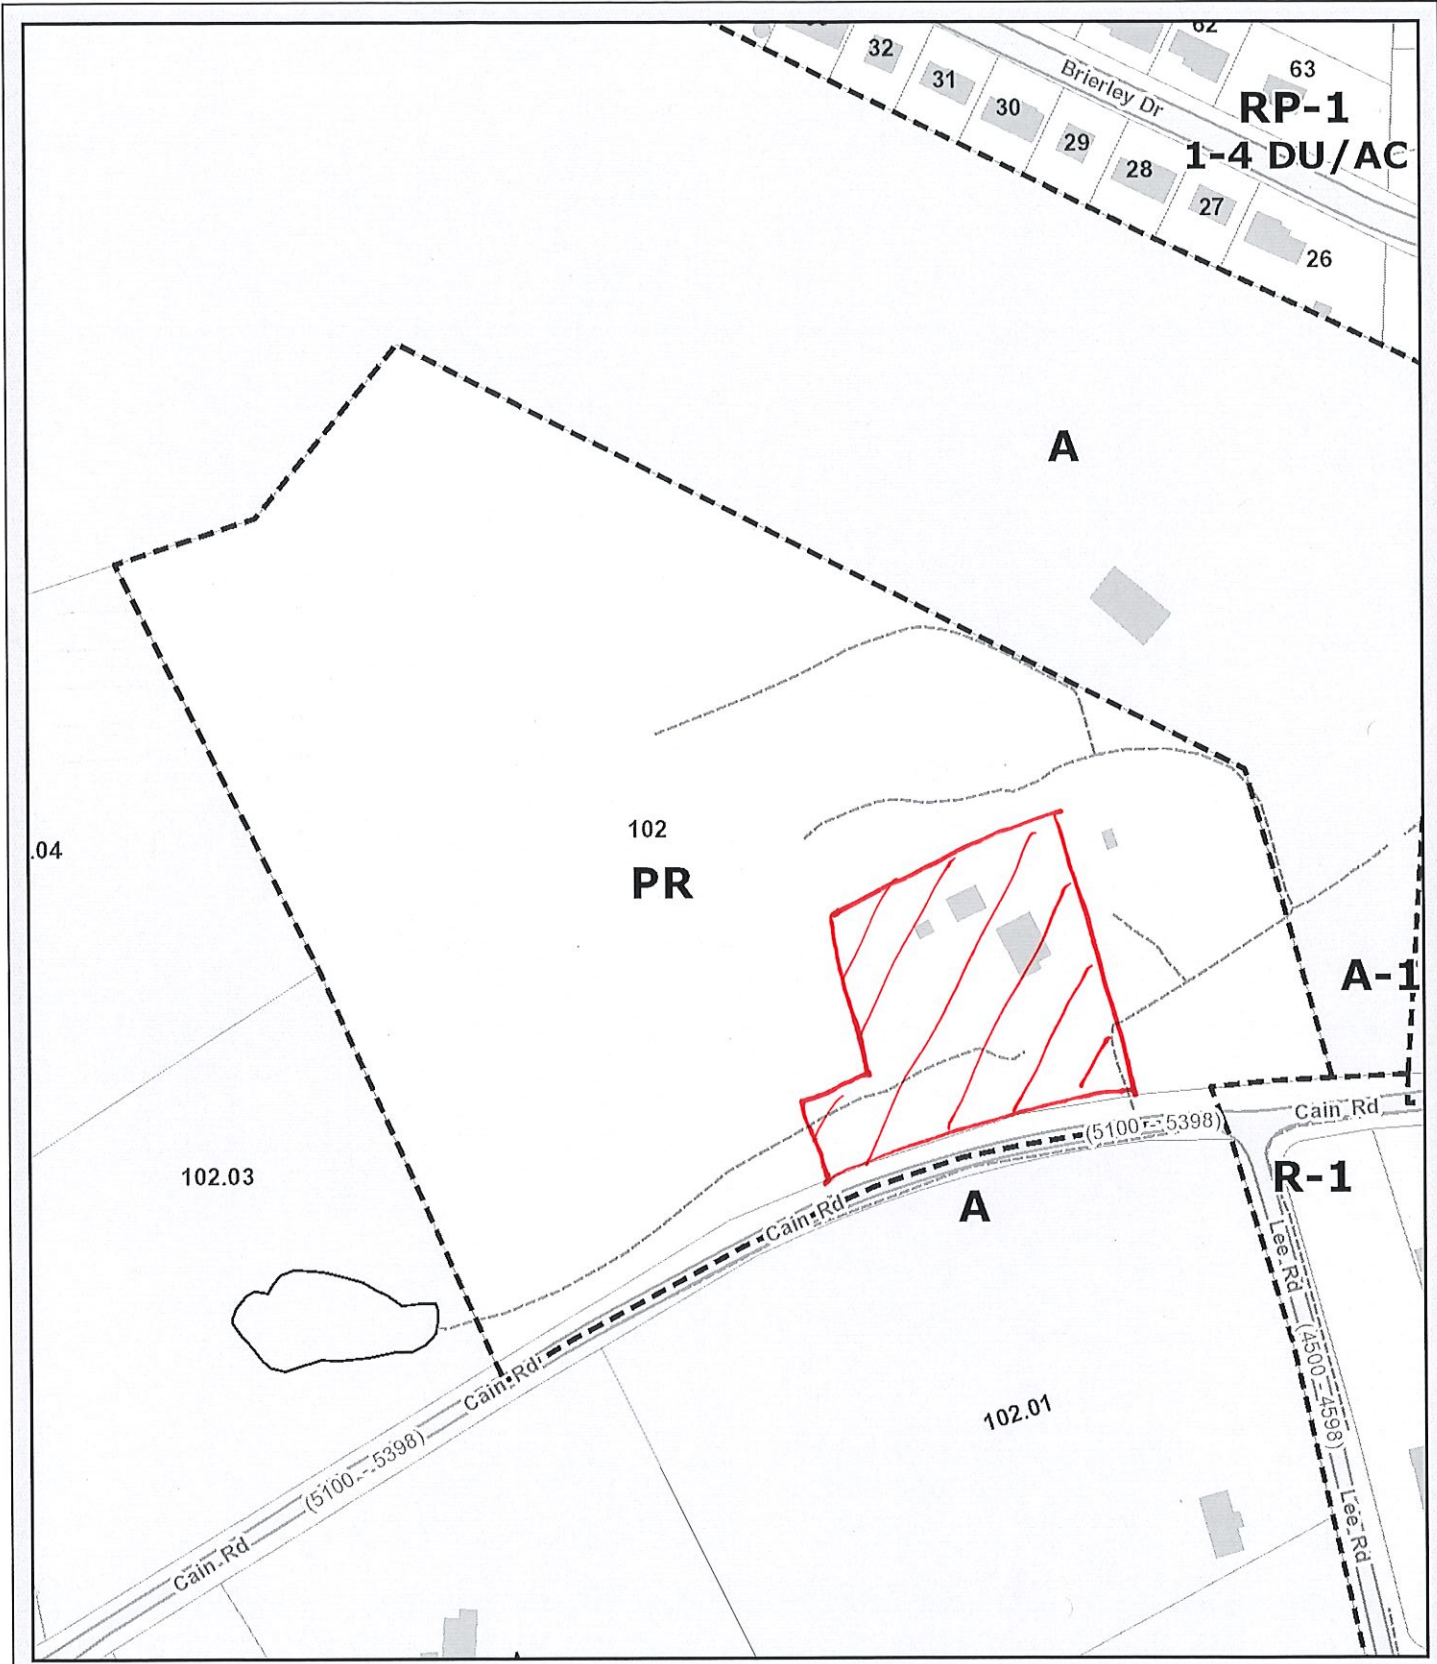 62
32
63
31
Brierley Dr
30
RP-1
29
1-4 DU/AC
28
27
26
A
102
.04
PR
A-1
Cain Rd
(5100 - 5398)
102.03
R-1
Cain Rd
A
Lee Rd
(4500 - 4598)
Cain Rd
102.01
(5100 - 5398)
Lee Rd
Cain Rd